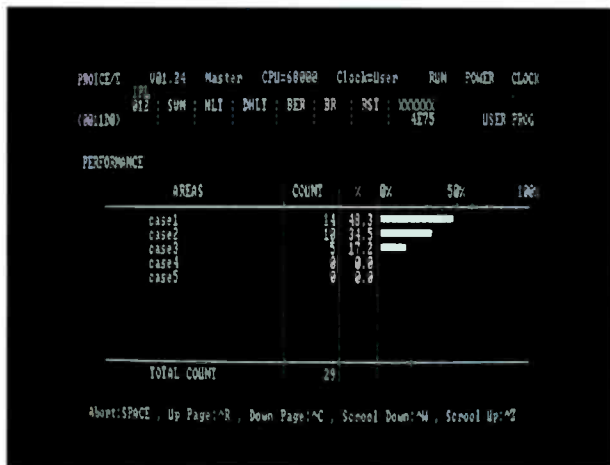 PROICE/T V01.24 Master CPU=68000 Clock=User RUN POWER CLOCK
IPL
012 : SVM : HLT : DHLT : BER : BR : RST : XXXXXX
(00:1D0) 4E75 USER PROG
PERFORMANCE
AREAS COUNT % 0% 50% 100%
case1 14 48.3
case2 10 34.5
case3 5 17.2
case4 0 0.0
case5 0 0.0
TOTAL COUNT 29
Abort:SPACE , Up Page:^R , Down Page:^C , Scrool Down:^W , Scrool Up:^Z